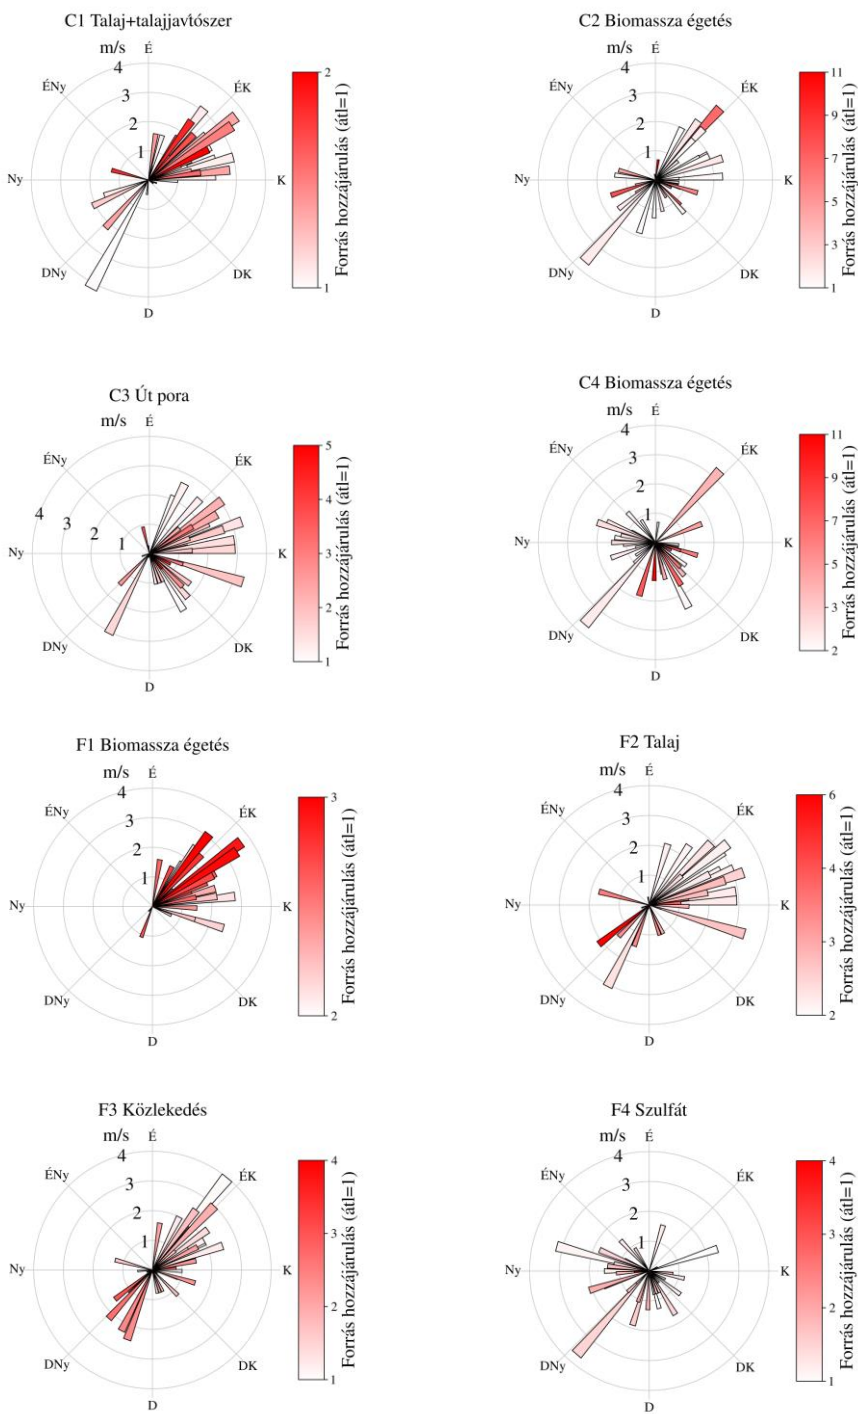 C1 Talaj+talajjavtószer
m/s É
4
3
2
1
ÉNy
ÉK
Ny
K
DNy
DK
D
2
1
Forrás hozzájárulás (átl=1)
C2 Biomassza égetés
m/s É
4
3
2
1
ÉNy
ÉK
K
DNy
DK
D
11
9
7
5
3
1
Forrás hozzájárulás (átl=1)
C3 Út pora
m/s É
ÉNy
ÉK
4 3 2 1
Ny
K
DNy
DK
D
5
4
3
2
1
Forrás hozzájárulás (átl=1)
C4 Biomassza égetés
m/s É
4
3
2
1
ÉNy
ÉK
Ny
K
DNy
DK
D
11
9
7
5
3
2
Forrás hozzájárulás (átl=1)
F1 Biomassza égetés
m/s É
4
3
2
1
ÉNy
ÉK
Ny
K
DNy
DK
D
3
2
Forrás hozzájárulás (átl=1)
F2 Talaj
m/s É
4
3
2
1
ÉNy
ÉK
Ny
K
DNy
DK
D
6
4
3
2
Forrás hozzájárulás (átl=1)
F3 Közlekedés
m/s É
4
3
2
1
ÉNy
ÉK
Ny
K
DNy
DK
D
4
3
2
1
Forrás hozzájárulás (átl=1)
F4 Szulfát
m/s É
4
3
2
1
ÉNy
ÉK
Ny
K
DNy
DK
D
4
3
2
1
Forrás hozzájárulás (átl=1)